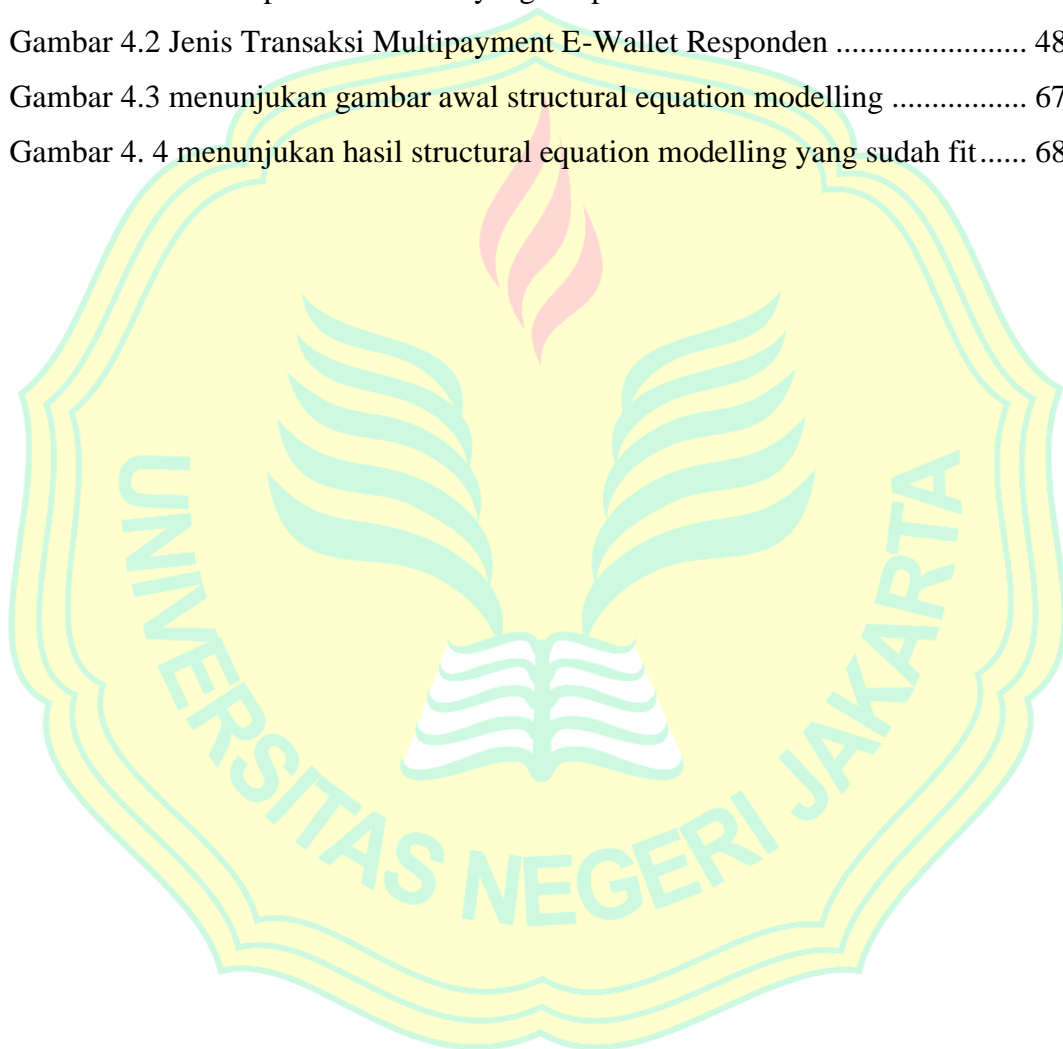 Gambar 4.2 Jenis Transaksi Multipayment E-Wallet Responden ........................ 48
Gambar 4.3 menunjukan gambar awal structural equation modelling ................. 67
Gambar 4. 4 menunjukan hasil structural equation modelling yang sudah fit...... 68
UNIVERSITAS NEGERI JAKARTA